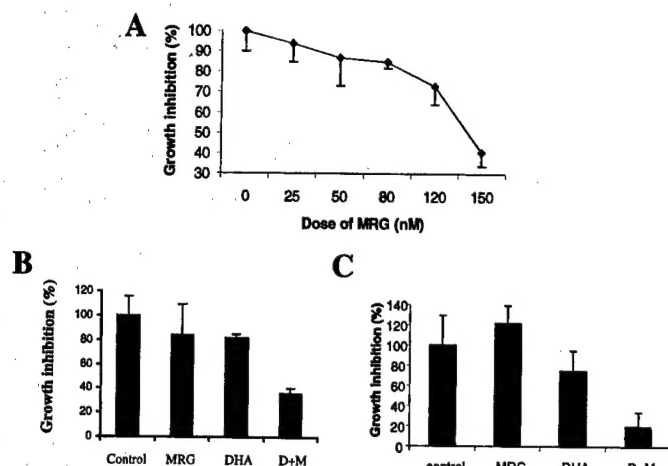 A
Growth inhibition (%)
100
90
80
70
60
50
40
30
0 25 50 80 120 150
Dose of MRG (nM)
B
Growth inhibition (%)
120
100
80
60
40
20
0
Control MRG DHA D+M
C
Growth inhibition (%)
140
120
100
80
60
40
20
0
control MRG DHA D+M